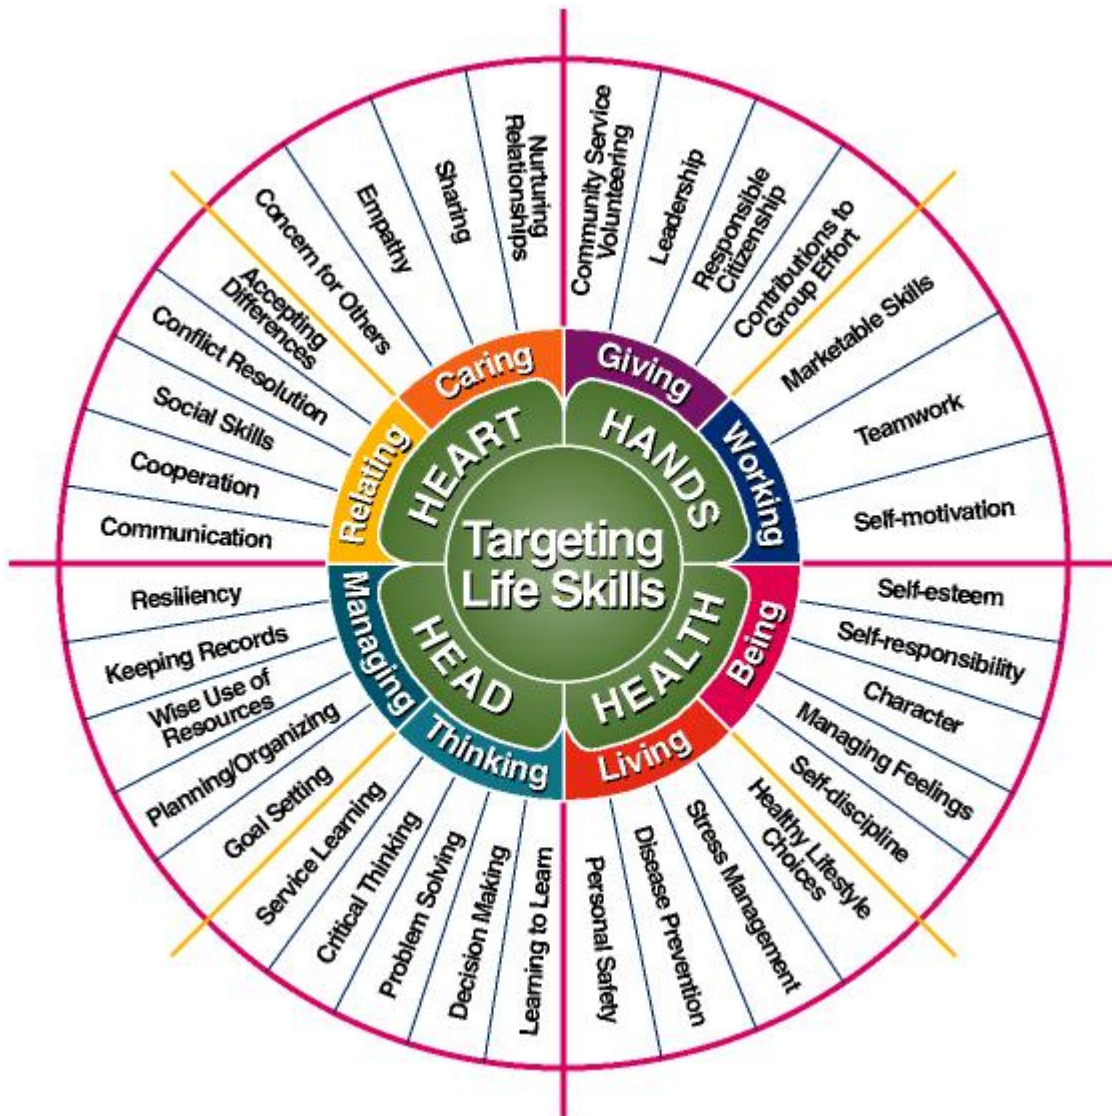 Targeting
Life Skills
HEART
HANDS
HEALTH
HEAD
Caring
Giving
Working
Being
Living
Thinking
Managing
Relating
Nurturing
Relationships
Sharing
Empathy
Concern for Others
Community Service
Volunteering
Leadership
Responsible
Citizenship
Contributions to
Group Effort
Marketable Skills
Teamwork
Self-motivation
Self-esteem
Self-responsibility
Character
Managing Feelings
Self-discipline
Healthy Lifestyle
Choices
Stress Management
Disease Prevention
Personal Safety
Learning to Learn
Decision Making
Problem Solving
Critical Thinking
Service Learning
Goal Setting
Planning/Organizing
Wise Use of
Resources
Keeping Records
Resiliency
Communication
Cooperation
Social Skills
Conflict Resolution
Accepting
Differences